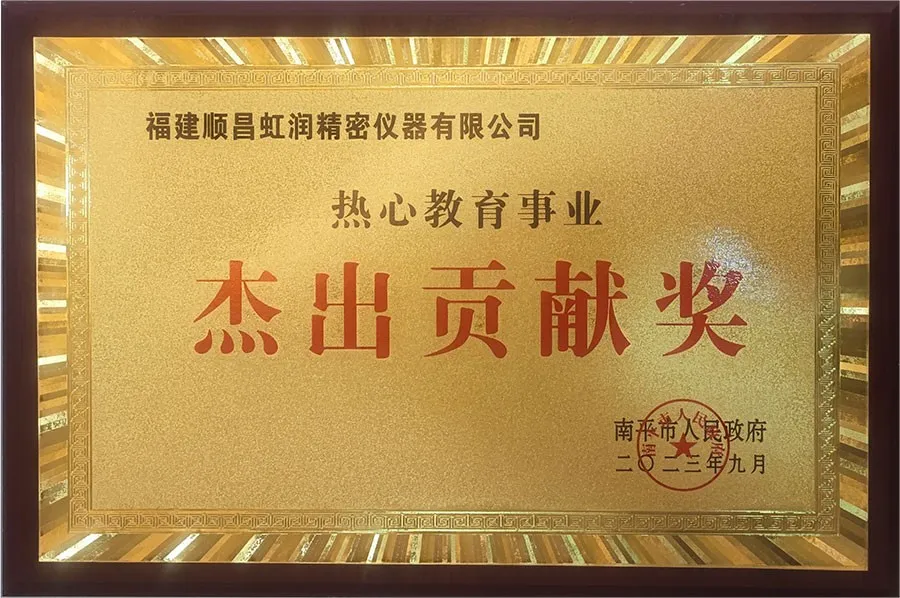 福建顺昌虹润精密仪器有限公司
热心教育事业
杰出贡献奖
南平市人民政府
二〇二三年九月